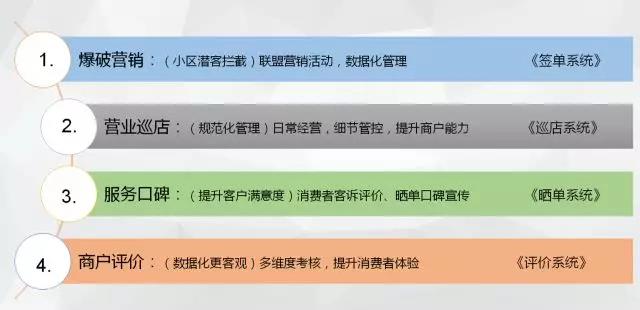 1. 爆破营销：（小区潜客拦截）联盟营销活动，数据化管理 《签单系统》
2. 营业巡店：（规范化管理）日常经营，细节管控，提升商户能力 《巡店系统》
3. 服务口碑：（提升客户满意度）消费者客诉评价、晒单口碑宣传 《晒单系统》
4. 商户评价：（数据化更客观）多维度考核，提升消费者体验 《评价系统》